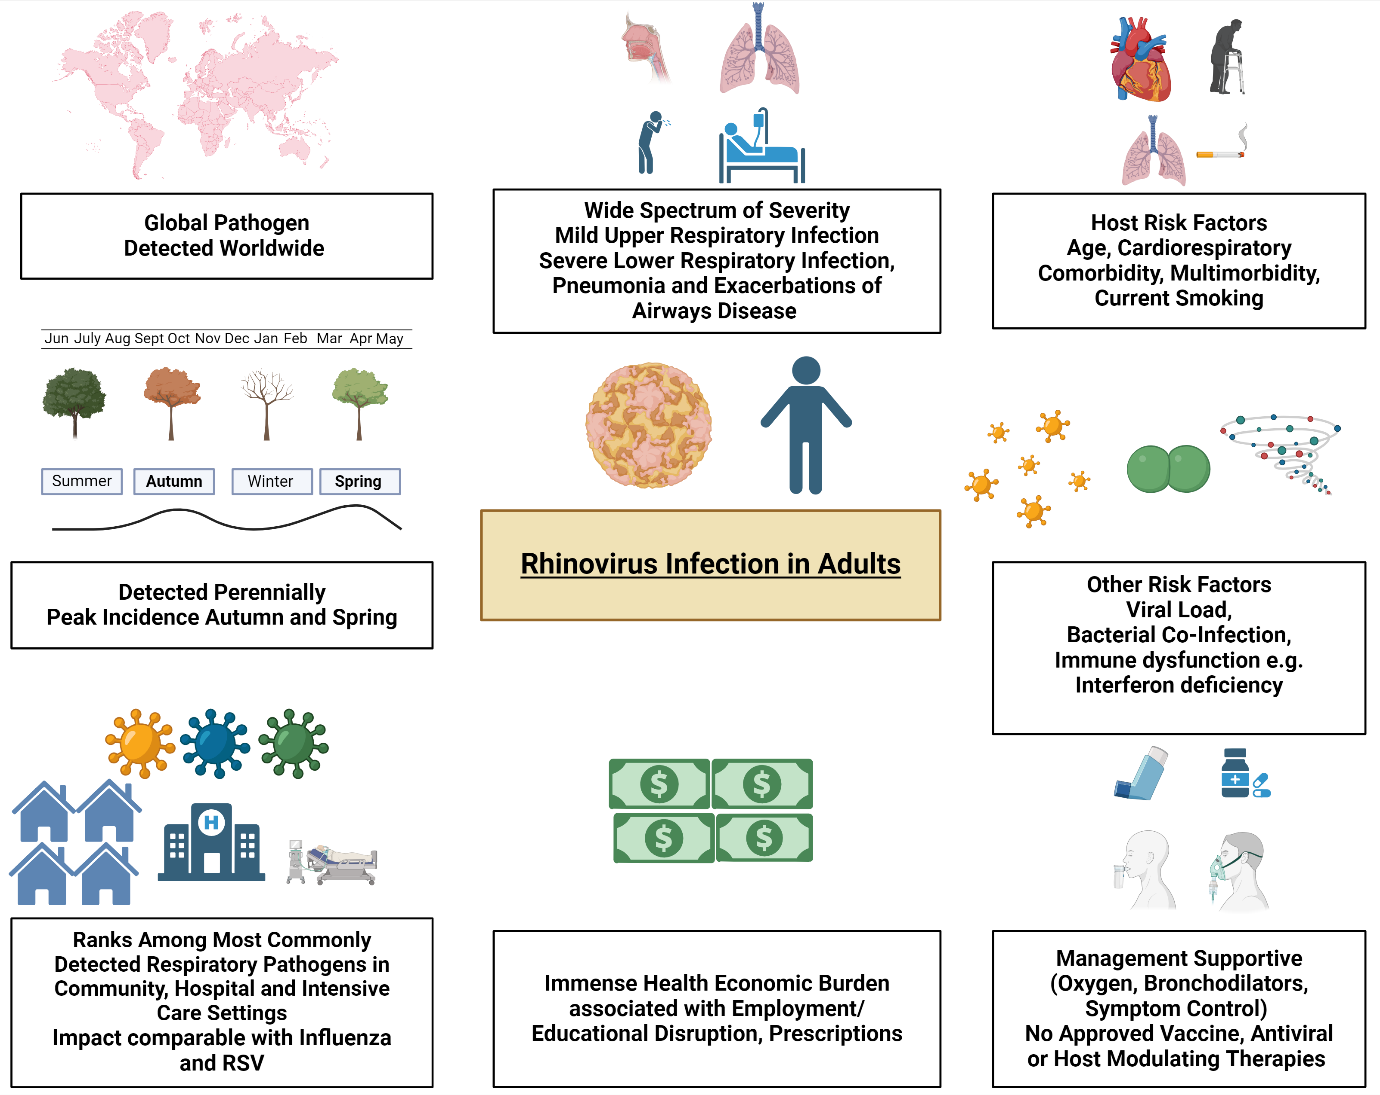 Global Pathogen
Detected Worldwide
Wide Spectrum of Severity
Mild Upper Respiratory Infection
Severe Lower Respiratory Infection,
Pneumonia and Exacerbations of
Airways Disease
Host Risk Factors
Age, Cardiorespiratory
Comorbidity, Multimorbidity,
Current Smoking
Jun July Aug Sept Oct Nov Dec Jan Feb Mar Apr May
Summer Autumn Winter Spring
Detected Perennially
Peak Incidence Autumn and Spring
Rhinovirus Infection in Adults
Other Risk Factors
Viral Load,
Bacterial Co-Infection,
Immune dysfunction e.g.
Interferon deficiency
H
$ $
$ $
Ranks Among Most Commonly
Detected Respiratory Pathogens in
Community, Hospital and Intensive
Care Settings
Impact comparable with Influenza
and RSV
Immense Health Economic Burden
associated with Employment/
Educational Disruption, Prescriptions
Management Supportive
(Oxygen, Bronchodilators,
Symptom Control)
No Approved Vaccine, Antiviral
or Host Modulating Therapies